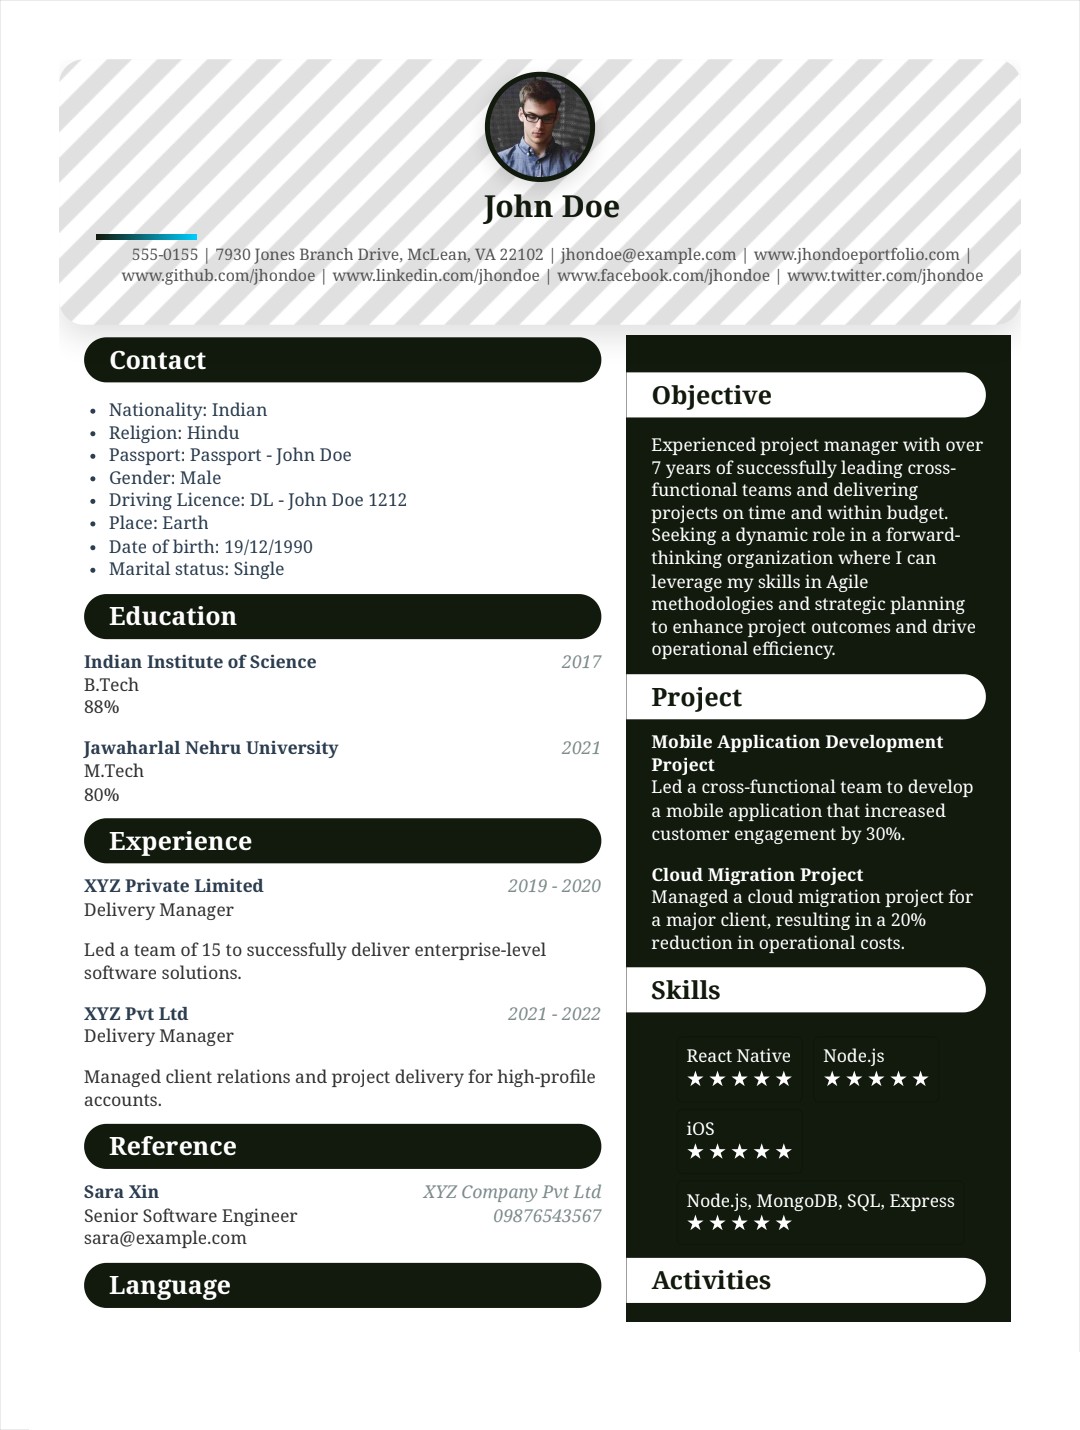 John Doe
555-0155 | 7930 Jones Branch Drive, McLean, VA 22102 | jhondoe@example.com | www.jhondoeportfolio.com |
www.github.com/jhondoe | www.linkedin.com/jhondoe | www.facebook.com/jhondoe | www.twitter.com/jhondoe
Contact
• Nationality: Indian
• Religion: Hindu
• Passport: Passport - John Doe
• Gender: Male
• Driving Licence: DL - John Doe 1212
• Place: Earth
• Date of birth: 19/12/1990
• Marital status: Single
Education
Indian Institute of Science 2017
B.Tech
88%
Jawaharlal Nehru University 2021
M.Tech
80%
Experience
XYZ Private Limited 2019 - 2020
Delivery Manager
Led a team of 15 to successfully deliver enterprise-level
software solutions.
XYZ Pvt Ltd 2021 - 2022
Delivery Manager
Managed client relations and project delivery for high-profile
accounts.
Reference
Sara Xin XYZ Company Pvt Ltd
Senior Software Engineer 09876543567
sara@example.com
Language
Objective
Experienced project manager with over
7 years of successfully leading cross-
functional teams and delivering
projects on time and within budget.
Seeking a dynamic role in a forward-
thinking organization where I can
leverage my skills in Agile
methodologies and strategic planning
to enhance project outcomes and drive
operational efficiency.
Project
Mobile Application Development
Project
Led a cross-functional team to develop
a mobile application that increased
customer engagement by 30%.
Cloud Migration Project
Managed a cloud migration project for
a major client, resulting in a 20%
reduction in operational costs.
Skills
React Native Node.js
★★★★★ ★★★★★
iOS
★★★★★
Node.js, MongoDB, SQL, Express
★★★★★
Activities